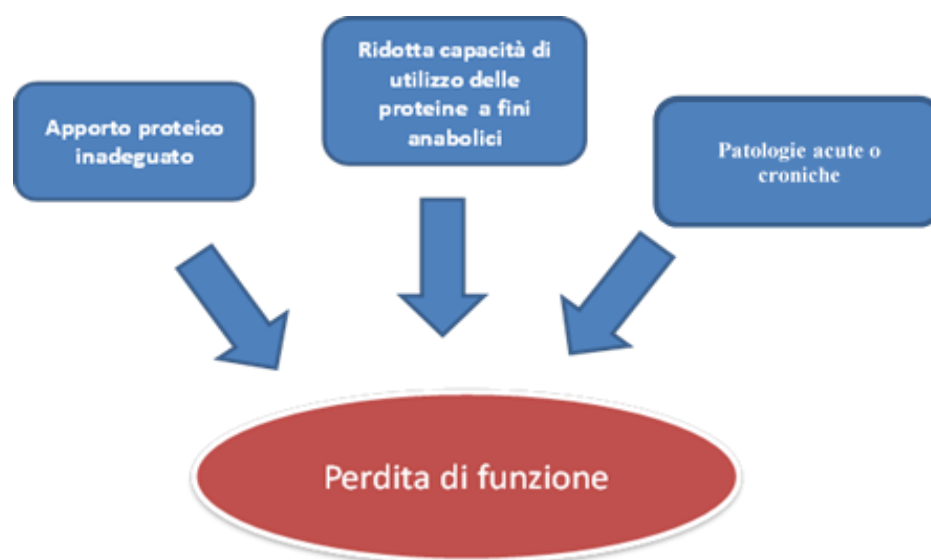 Apporto proteico
inadeguato
Ridotta capacità di
utilizzo delle
proteine a fini
anabolici
Patologie acute o
croniche
Perdita di funzione